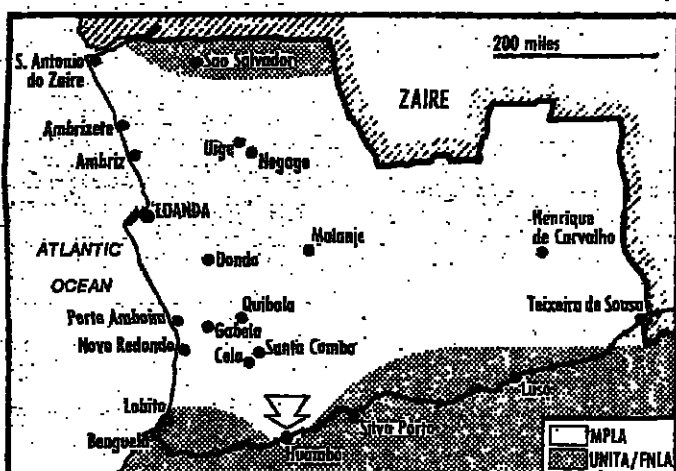 200 miles
S. Antonio
do Zaire
Sao Salvador
ZAIRE
Ambrizete
Ambriz
Uige
Negage
LUANDA
Henrique
de Carvalho
Malanje
ATLANTIC
OCEAN
Dondo
Teixeira de Sousa
Porto Amboim
Quibala
Gabela
Novo Redondo
Cela
Santa Comba
Luso
Lobito
Silva Porto
Benguela
Huambo
MPLA
UNITA/FNLA